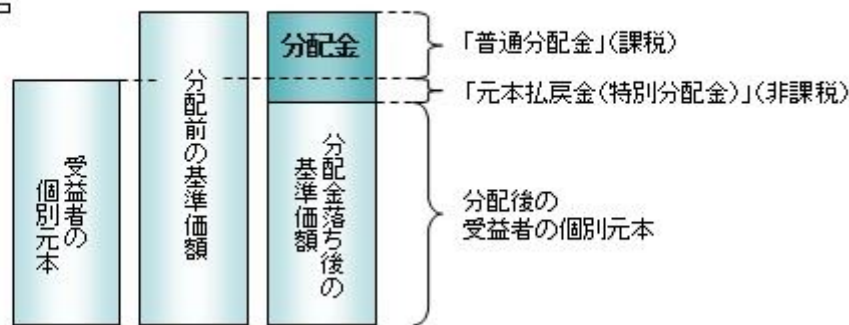 分配金
「普通分配金」(課税)
「元本払戻金(特別分配金)」(非課税)
受益者の
個別元本
分配前の基準価額
分配金落ち後の
基準価額
分配後の
受益者の個別元本